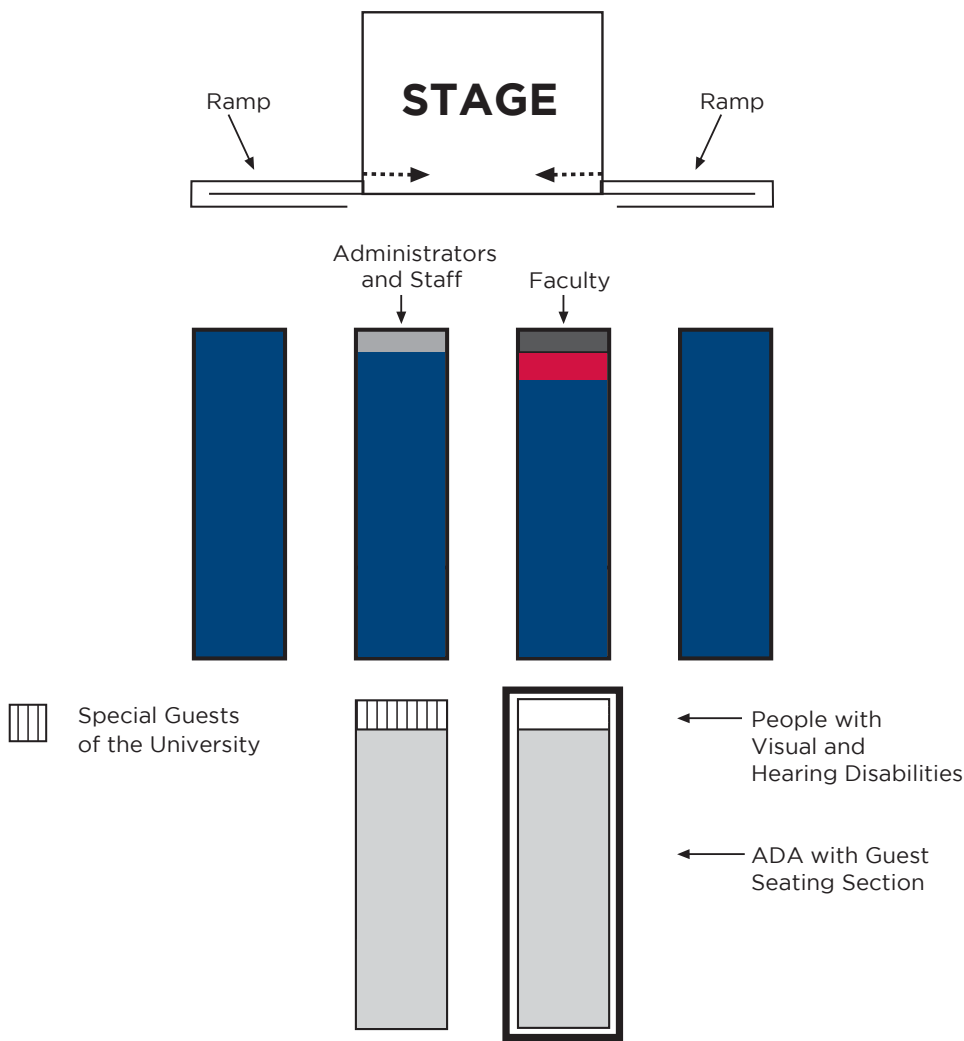 STAGE
Ramp
Ramp
Administrators
and Staff
Faculty
Special Guests
of the University
People with
Visual and
Hearing Disabilities
ADA with Guest
Seating Section